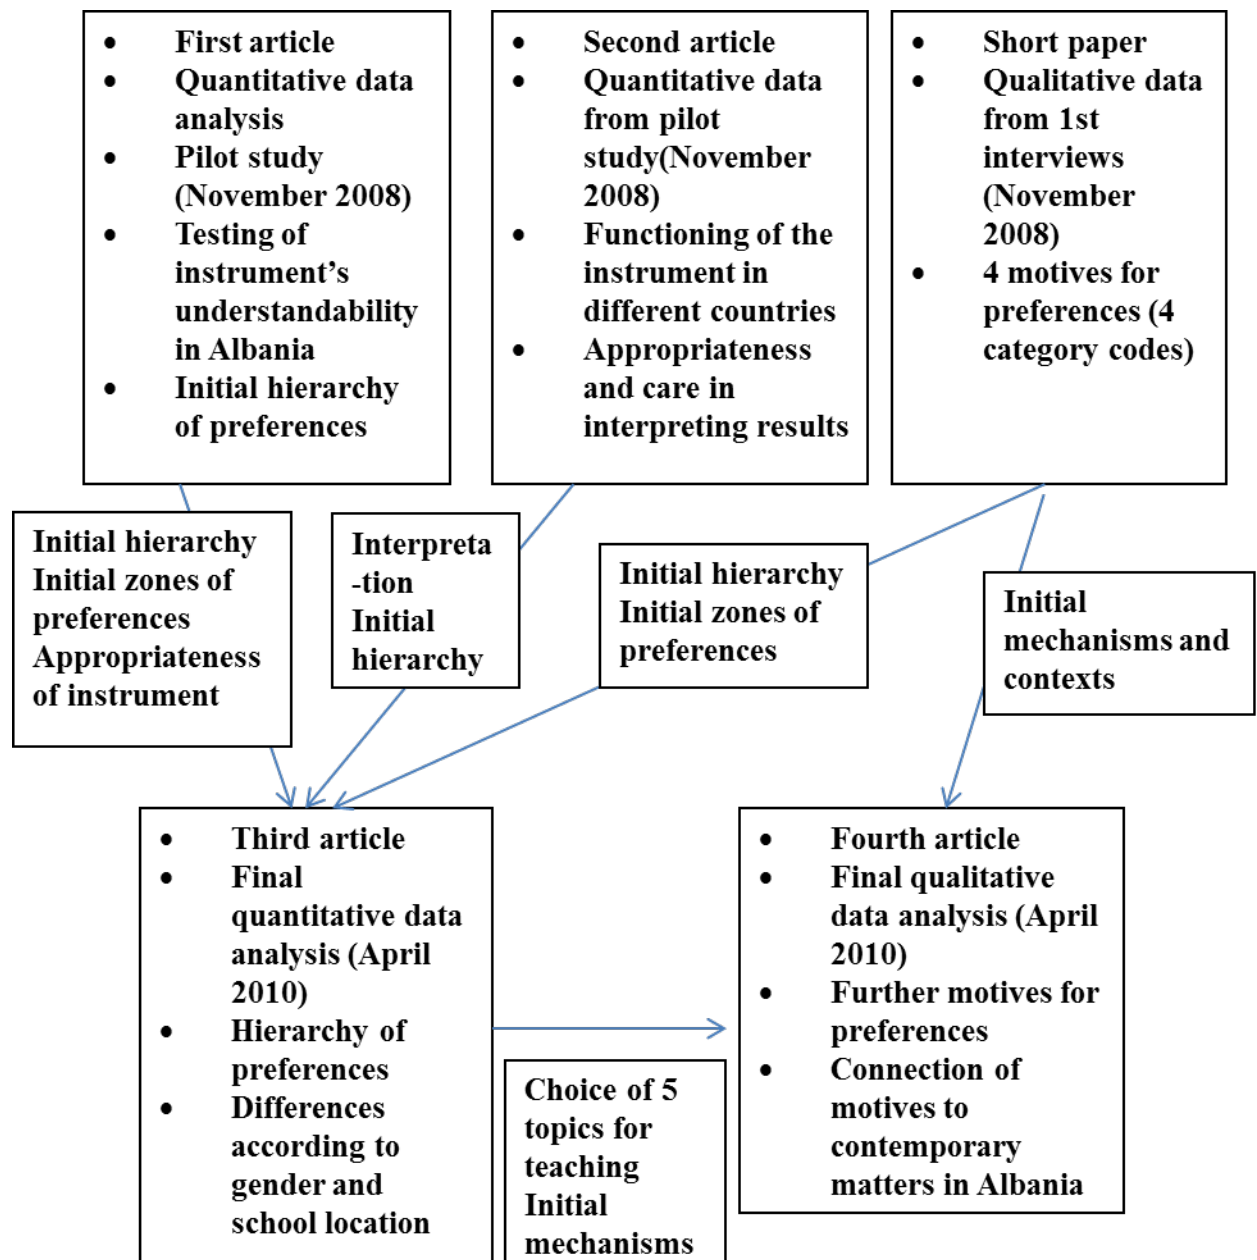 • First article
• Quantitative data
analysis
• Pilot study
(November 2008)
• Testing of
instrument’s
understandability
in Albania
• Initial hierarchy
of preferences
• Second article
• Quantitative data
from pilot
study(November
2008)
• Functioning of the
instrument in
different countries
• Appropriateness
and care in
interpreting results
• Short paper
• Qualitative data
from 1st
interviews
(November
2008)
• 4 motives for
preferences (4
category codes)
Initial hierarchy
Initial zones of
preferences
Appropriateness
of instrument
Interpreta
-tion
Initial
hierarchy
Initial hierarchy
Initial zones of
preferences
Initial
mechanisms and
contexts
• Third article
• Final
quantitative data
analysis (April
2010)
• Hierarchy of
preferences
• Differences
according to
gender and
school location
Choice of 5
topics for
teaching
Initial
mechanisms
• Fourth article
• Final qualitative
data analysis (April
2010)
• Further motives for
preferences
• Connection of
motives to
contemporary
matters in Albania